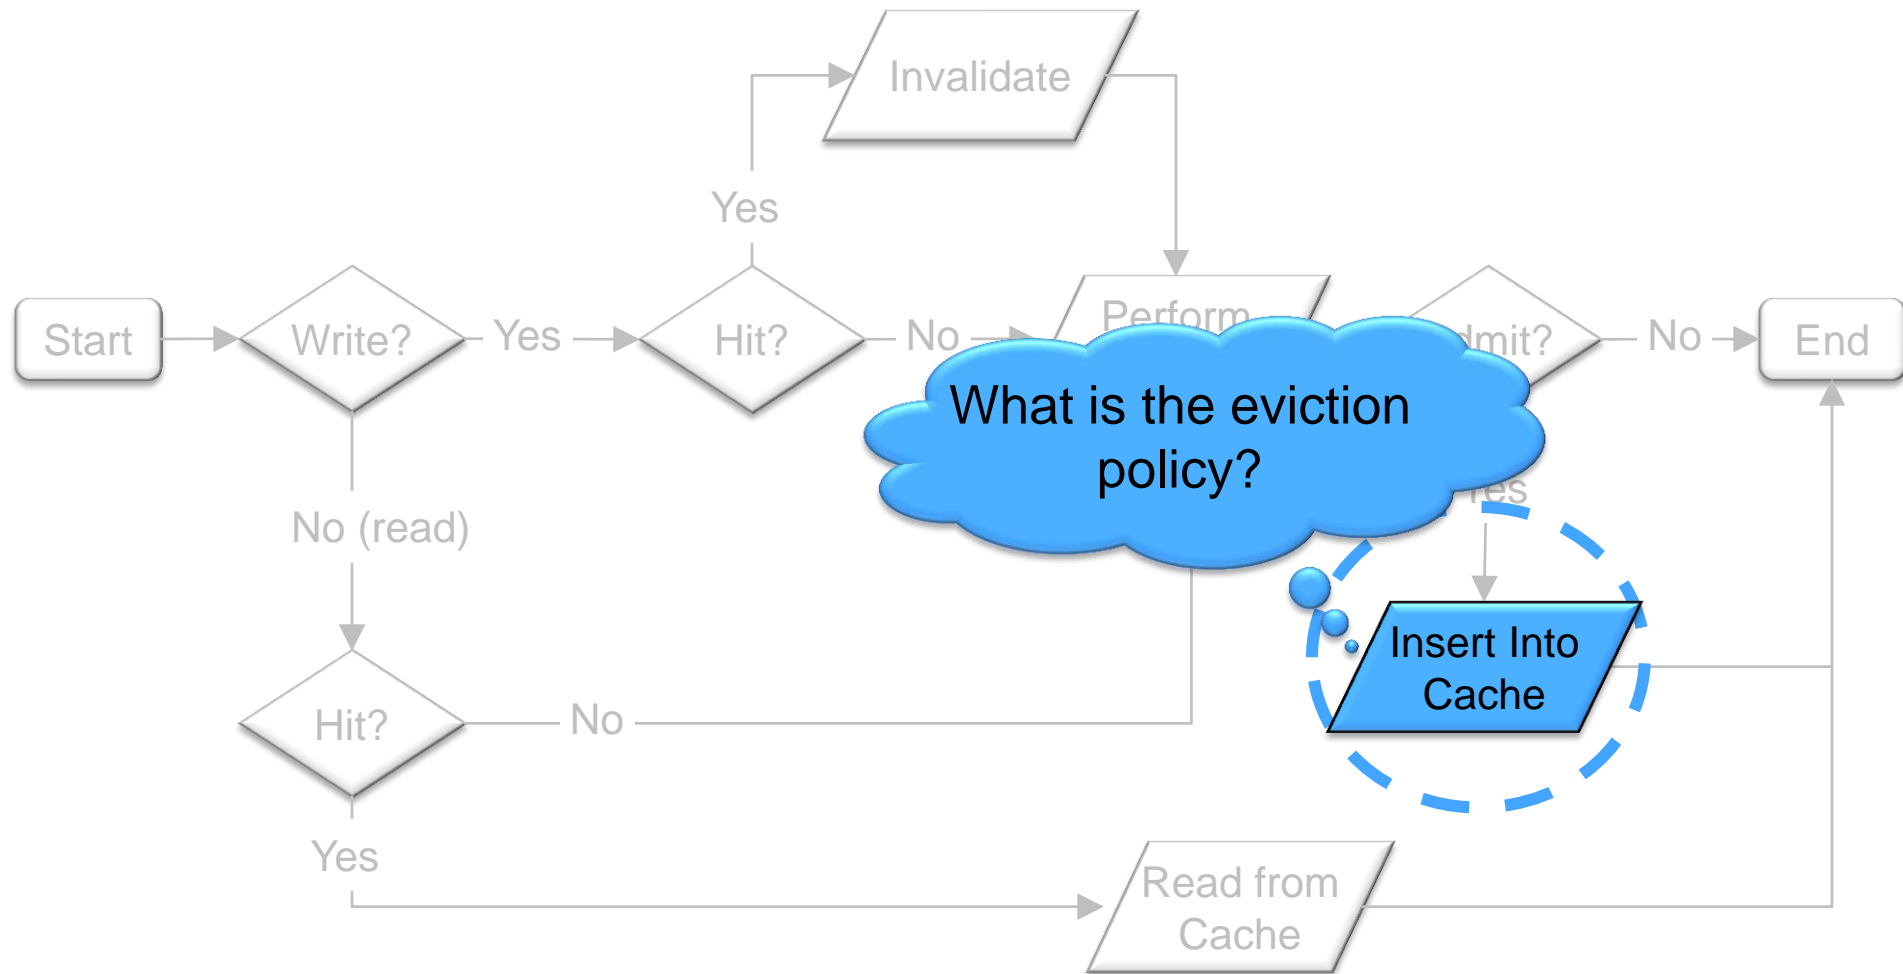 Invalidate
Yes
Start
Write?
Yes
Hit?
No
Perform
dmit?
No
End
What is the eviction
policy?
Yes
No (read)
Insert Into
Cache
Hit?
No
Yes
Read from
Cache